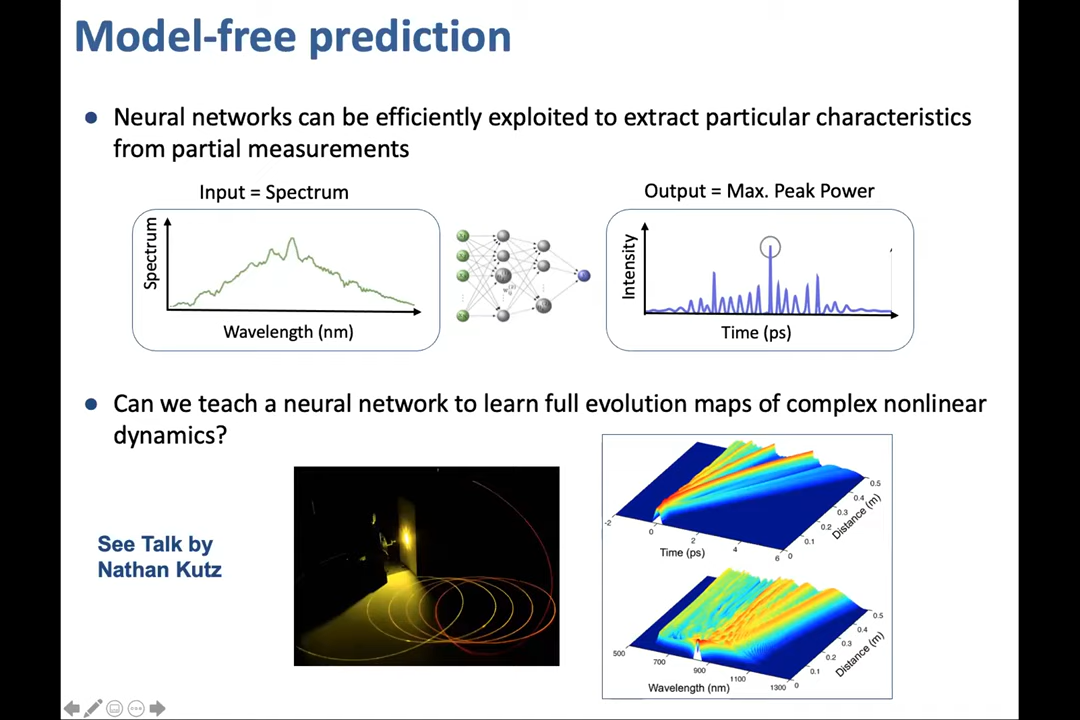 Model-free prediction
● Neural networks can be efficiently exploited to extract particular characteristics
from partial measurements
Input = Spectrum
Output = Max. Peak Power
Spectrum
Wavelength (nm)
Intensity
Time (ps)
● Can we teach a neural network to learn full evolution maps of complex nonlinear
dynamics?
See Talk by
Nathan Kutz
-2
0
2
4
6
Time (ps)
0
0.1
0.2
0.3
0.4
0.5
Distance (m)
500
700
900
1100
1300
Wavelength (nm)
0
0.1
0.2
0.3
0.4
0.5
Distance (m)